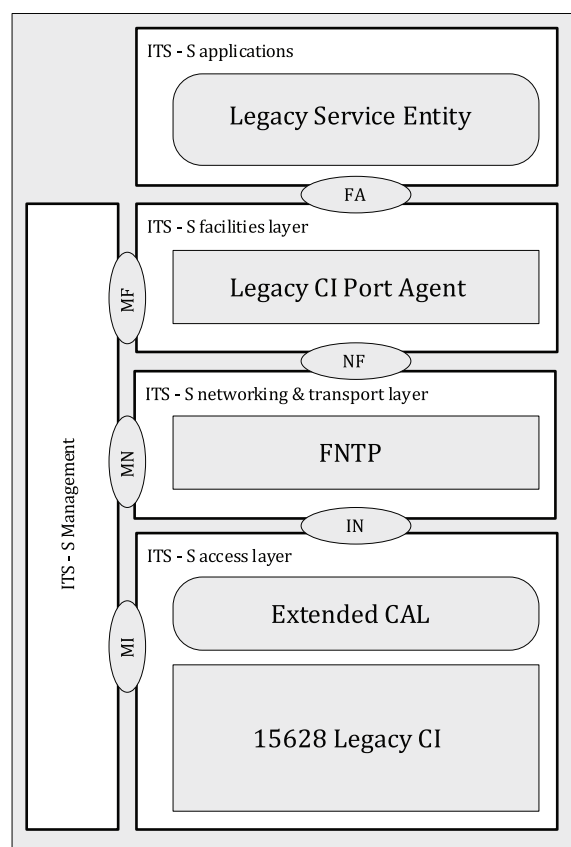 ITS - S applications
Legacy Service Entity
FA
ITS - S facilities layer
Legacy CI Port Agent
MF
NF
ITS - S networking & transport layer
FNTP
MN
IN
ITS - S Management
ITS - S access layer
Extended CAL
MI
15628 Legacy CI